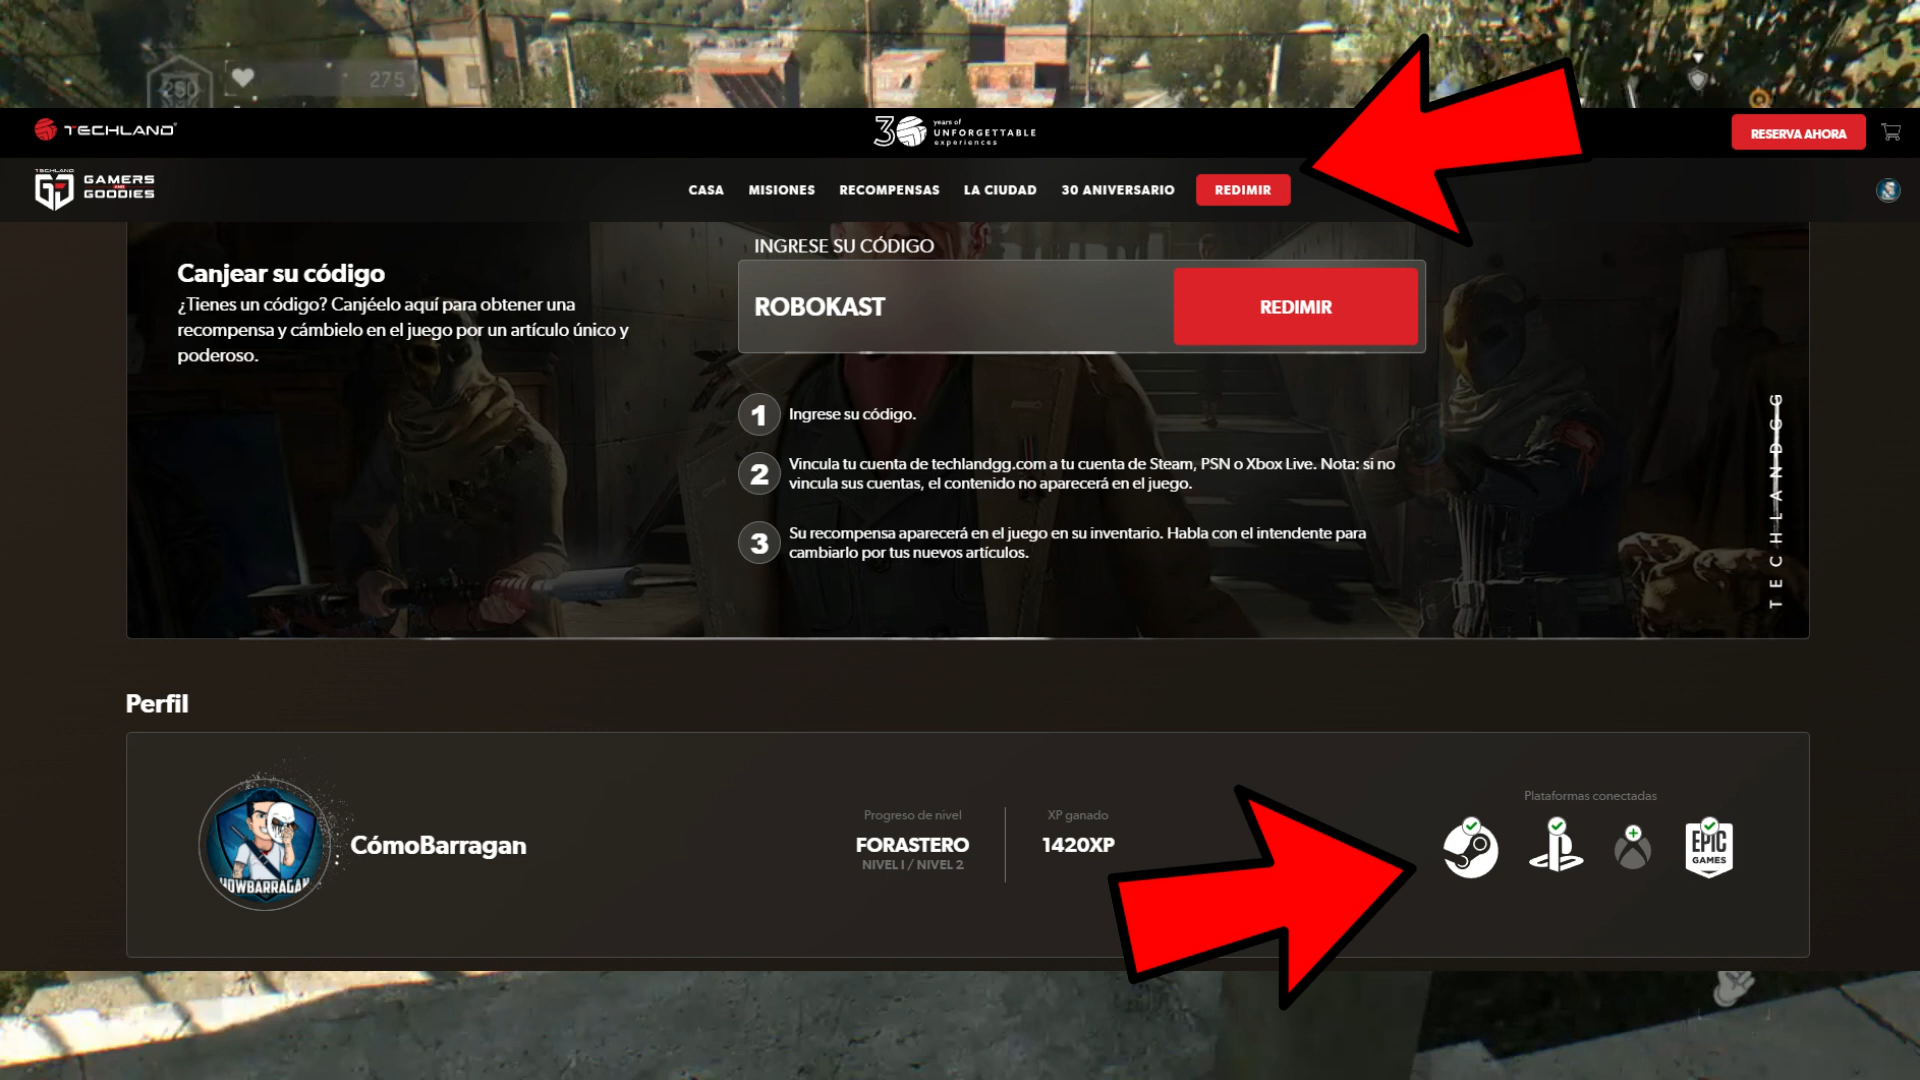 250
275
TECHLAND
30 years of
UNFORGETTABLE
experiences
RESERVA AHORA
TECHLAND
GAMERS
AND
GOODIES
CASA
MISIONES
RECOMPENSAS
LA CIUDAD
30 ANIVERSARIO
REDIMIR
Canjear su código
¿Tienes un código? Canjéelo aquí para obtener una
recompensa y cámbielo en el juego por un artículo único y
poderoso.
INGRESE SU CÓDIGO
ROBOKAST
REDIMIR
1 Ingrese su código.
2 Vincula tu cuenta de techlandgg.com a tu cuenta de Steam, PSN o Xbox Live. Nota: si no
vincula sus cuentas, el contenido no aparecerá en el juego.
3 Su recompensa aparecerá en el juego en su inventario. Habla con el intendente para
cambiarlo por tus nuevos artículos.
TECHLANDGG
Perfil
HOWBARRAGAN
CómoBarragan
Progreso de nivel
FORASTERO
NIVEL I / NIVEL 2
XP ganado
1420XP
Plataformas conectadas
EPIC
GAMES